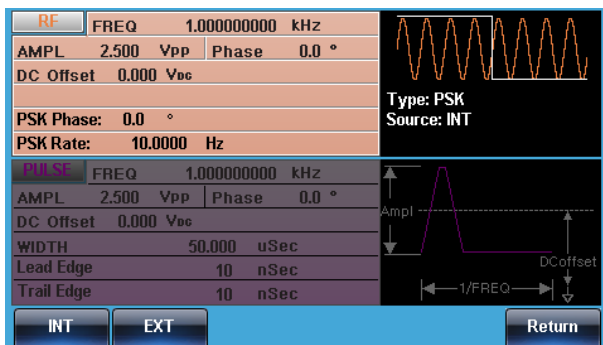 RF FREQ 1.000000000 kHz
AMPL 2.500 Vpp Phase 0.0 °
DC Offset 0.000 VDC
PSK Phase: 0.0 °
PSK Rate: 10.0000 Hz
Type: PSK
Source: INT
PULSE FREQ 1.000000000 kHz
AMPL 2.500 Vpp Phase 0.0 °
DC Offset 0.000 VDC
WIDTH 50.000 uSec
Lead Edge 10 nSec
Trail Edge 10 nSec
Ampl
DCoffset
1/FREQ
INT EXT Return